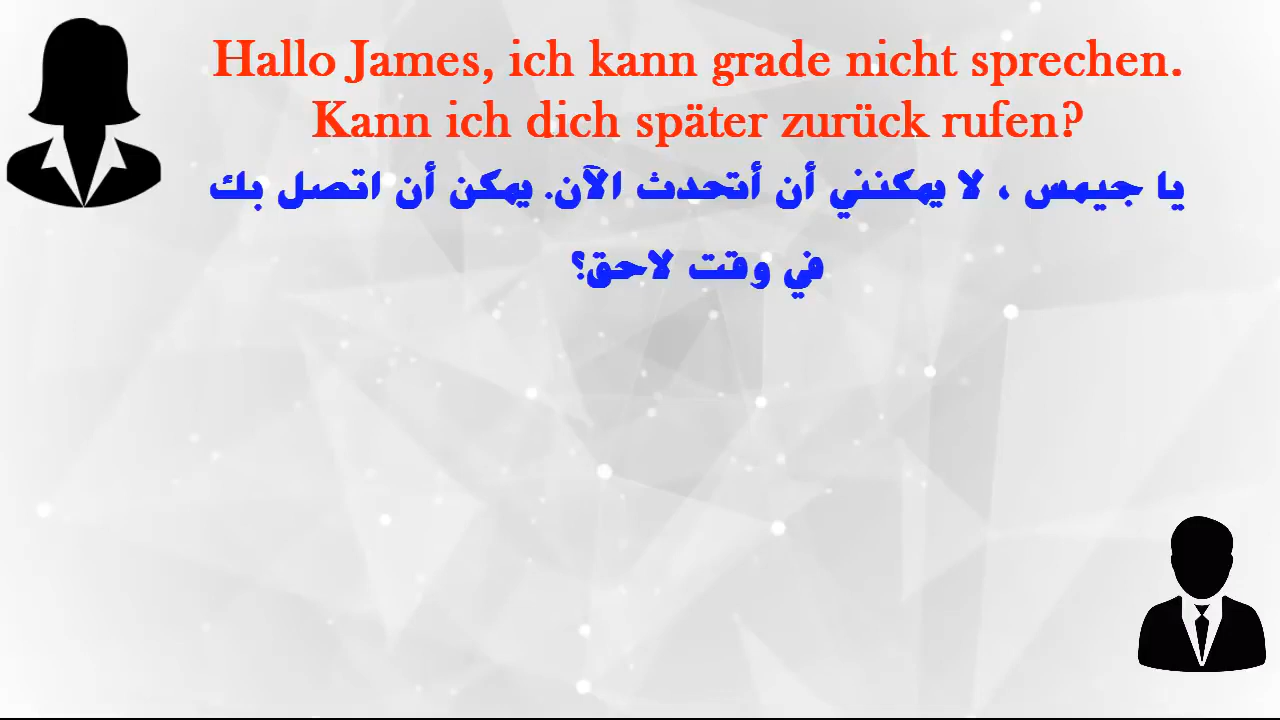 Hallo James, ich kann grade nicht sprechen.
Kann ich dich später zurück rufen?
يا جيمس ، لا يمكنني أن أتحدث الآن. يمكن أن اتصل بك
في وقت لاحق؟